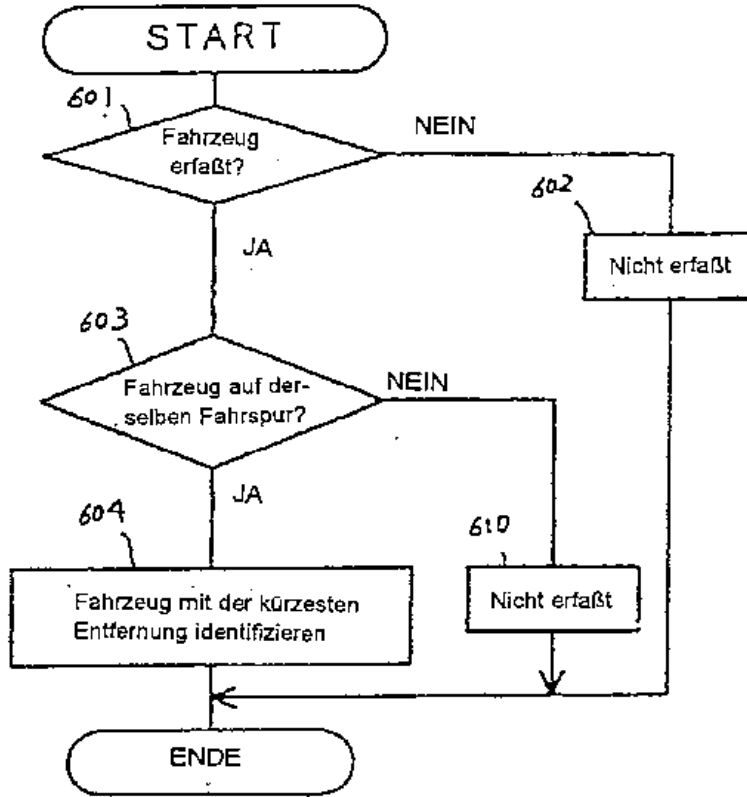 START
601
Fahrzeug
erfaßt?
NEIN
602
Nicht erfaßt
JA
603
Fahrzeug auf der-
selben Fahrspur?
NEIN
JA
604
610
Fahrzeug mit der kürzesten
Entfernung identifizieren
Nicht erfaßt
ENDE